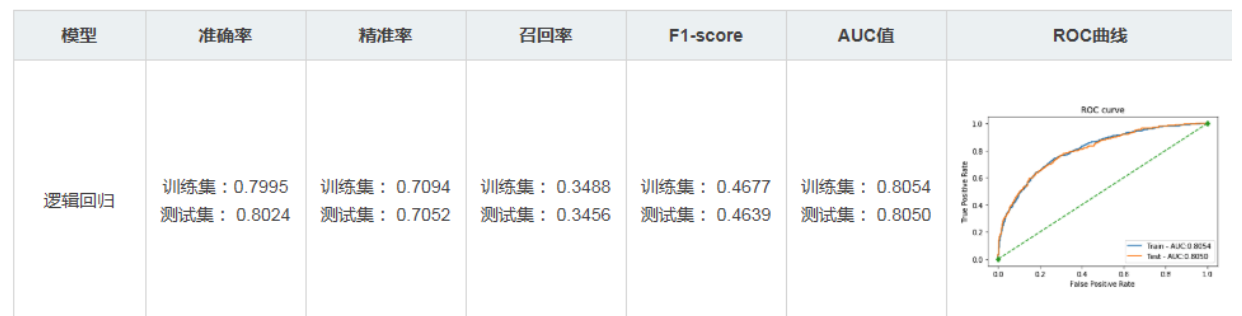 模型 准确率 精准率 召回率 F1-score AUC值 ROC曲线
逻辑回归
训练集：0.7995
测试集： 0.8024
训练集： 0.7094
测试集： 0.7052
训练集： 0.3488
测试集： 0.3456
训练集： 0.4677
测试集： 0.4639
训练集： 0.8054
测试集： 0.8050
ROC curve
True Positive Rate
1.0
0.8
0.6
0.4
0.2
0.0
Train - AUC:0.8054
Test - AUC:0.8050
0.0 0.2 0.4 0.6 0.8 1.0
False Positive Rate